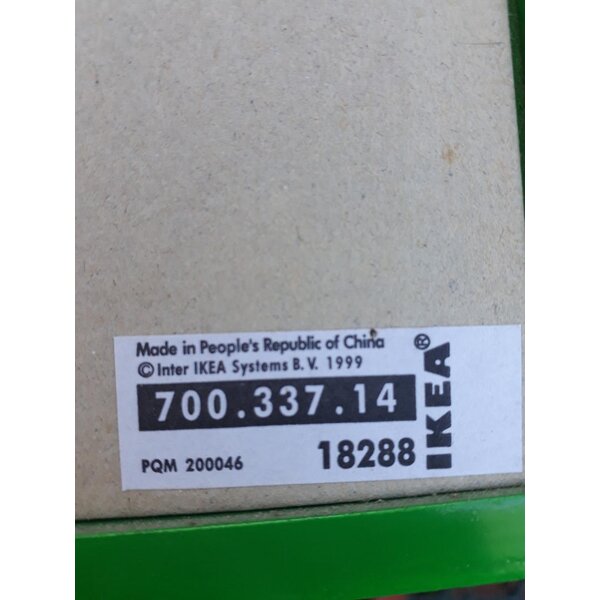 Made in People's Republic of China
© Inter IKEA Systems B.V. 1999
700.337.14
PQM 200046
18288
IKEA®